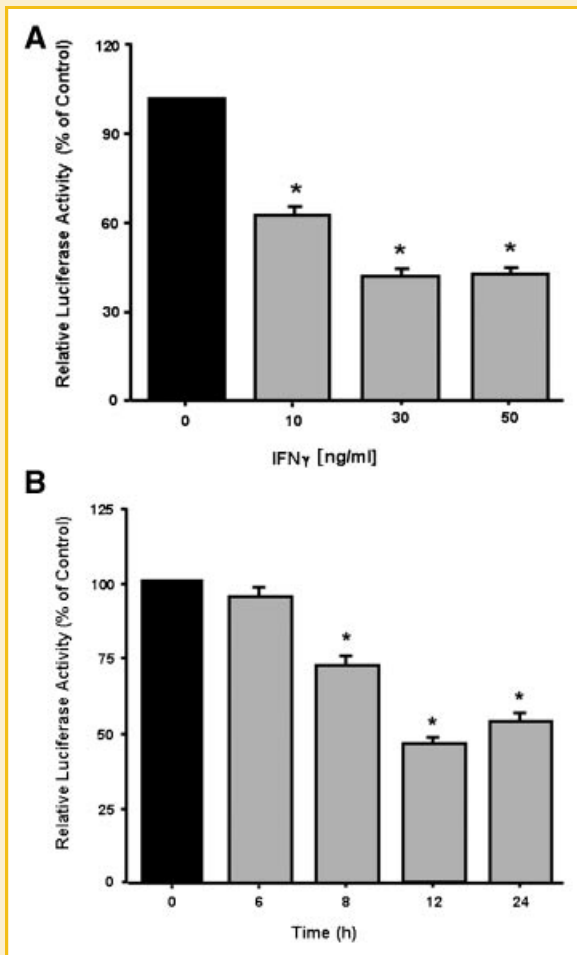 A
Relative Luciferase Activity (% of Control)
120
90
60
30
0
*
*
*
0 10 30 50
IFNγ [ng/ml]
B
Relative Luciferase Activity (% of Control)
125
100
75
50
25
0
*
*
*
0 6 8 12 24
Time (h)